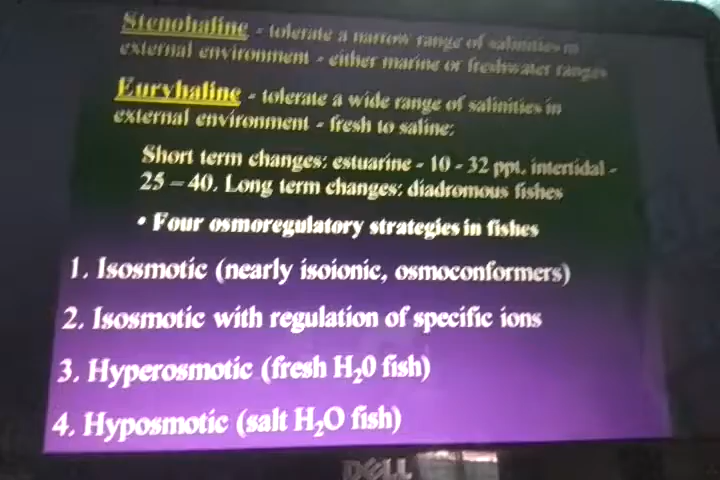 Stenohaline - tolerate a narrow range of salinities in
external environment - either marine or freshwater ranges
Euryhaline - tolerate a wide range of salinities in
external environment - fresh to saline:
Short term changes: estuarine - 10 - 32 ppt, intertidal -
25 – 40. Long term changes: diadromous fishes
• Four osmoregulatory strategies in fishes
1. Isosmotic (nearly isoionic, osmoconformers)
2. Isosmotic with regulation of specific ions
3. Hyperosmotic (fresh H₂0 fish)
4. Hyposmotic (salt H₂O fish)
DELL